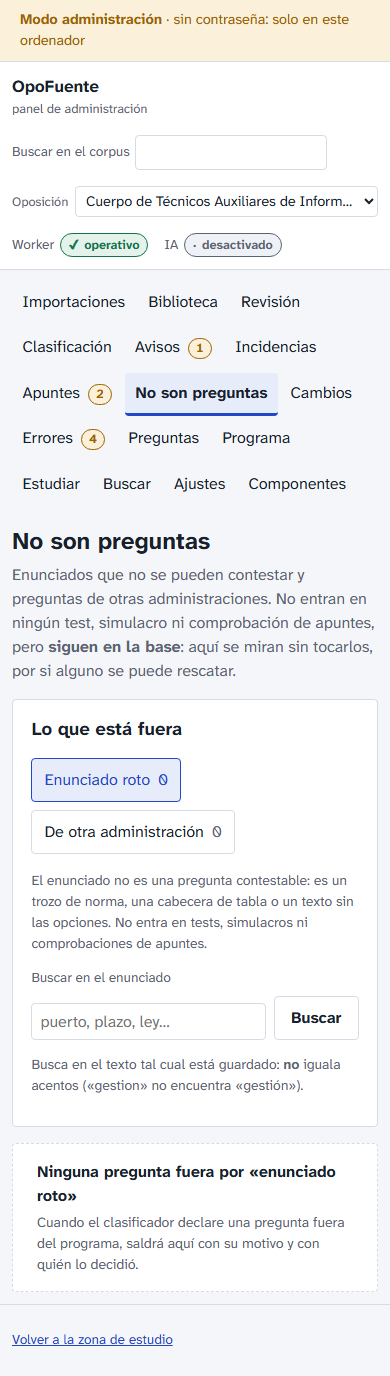 Modo administración · sin contraseña: solo en este
ordenador
OpoFuente
panel de administración
Buscar en el corpus
Oposición Cuerpo de Técnicos Auxiliares de Inform...
Worker ✔ operativo IA · desactivado
Importaciones Biblioteca Revisión
Clasificación Avisos 1 Incidencias
Apuntes 2 No son preguntas Cambios
Errores 4 Preguntas Programa
Estudiar Buscar Ajustes Componentes
No son preguntas
Enunciados que no se pueden contestar y
preguntas de otras administraciones. No entran en
ningún test, simulacro ni comprobación de apuntes,
pero siguen en la base: aquí se miran sin tocarlos,
por si alguno se puede rescatar.
Lo que está fuera
Enunciado roto 0
De otra administración 0
El enunciado no es una pregunta contestable: es un
trozo de norma, una cabecera de tabla o un texto sin
las opciones. No entra en tests, simulacros ni
comprobaciones de apuntes.
Buscar en el enunciado
puerto, plazo, ley... Buscar
Busca en el texto tal cual está guardado: no iguala
acentos («gestion» no encuentra «gestión»).
Ninguna pregunta fuera por «enunciado
roto»
Cuando el clasificador declare una pregunta fuera
del programa, saldrá aquí con su motivo y con
quién lo decidió.
Volver a la zona de estudio